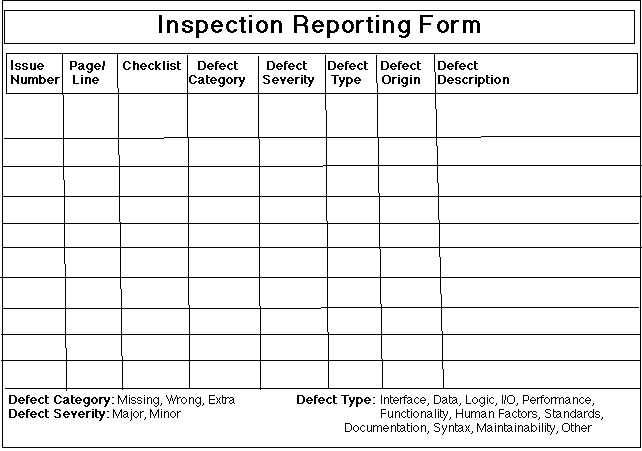 Inspection Reporting Form
Issue Number
Page/ Line
Checklist
Defect Category
Defect Severity
Defect Type
Defect Origin
Defect Description
Defect Category: Missing, Wrong, Extra
Defect Severity: Major, Minor
Defect Type: Interface, Data, Logic, I/O, Performance,
Functionality, Human Factors, Standards,
Documentation, Syntax, Maintainability, Other